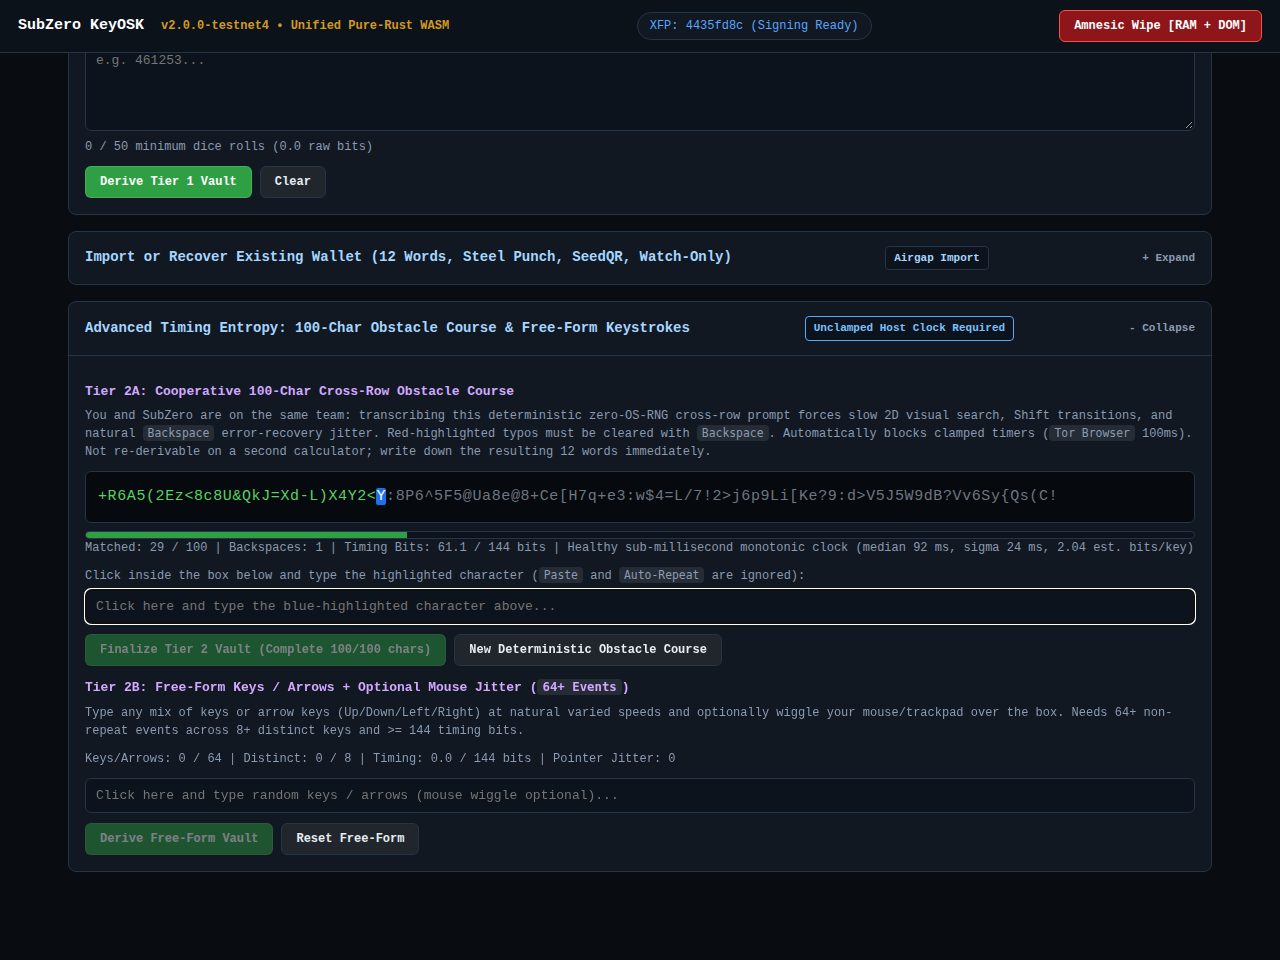 SubZero KeyOSK v2.0.0-testnet4 • Unified Pure-Rust WASM XFP: 4435fd8c (Signing Ready) Amnesic Wipe [RAM + DOM]
e.g. 461253...
0 / 50 minimum dice rolls (0.0 raw bits)
Derive Tier 1 Vault Clear
Import or Recover Existing Wallet (12 Words, Steel Punch, SeedQR, Watch-Only) Airgap Import + Expand
Advanced Timing Entropy: 100-Char Obstacle Course & Free-Form Keystrokes Unclamped Host Clock Required - Collapse
Tier 2A: Cooperative 100-Char Cross-Row Obstacle Course
You and SubZero are on the same team: transcribing this deterministic zero-OS-RNG cross-row prompt forces slow 2D visual search, Shift transitions, and
natural Backspace error-recovery jitter. Red-highlighted typos must be cleared with Backspace. Automatically blocks clamped timers (Tor Browser 100ms).
Not re-derivable on a second calculator; write down the resulting 12 words immediately.
+R6A5(2Ez<8c8U&QkJ=Xd-L)X4Y2<Y:8P6^5F5@Ua8e@8+Ce[H7q+e3:w$4=L/7!2>j6p9Li[Ke?9:d>V5J5W9dB?Vv6Sy{Qs(C!
Matched: 29 / 100 | Backspaces: 1 | Timing Bits: 61.1 / 144 bits | Healthy sub-millisecond monotonic clock (median 92 ms, sigma 24 ms, 2.04 est. bits/key)
Click inside the box below and type the highlighted character (Paste and Auto-Repeat are ignored):
Click here and type the blue-highlighted character above...
Finalize Tier 2 Vault (Complete 100/100 chars) New Deterministic Obstacle Course
Tier 2B: Free-Form Keys / Arrows + Optional Mouse Jitter (64+ Events)
Type any mix of keys or arrow keys (Up/Down/Left/Right) at natural varied speeds and optionally wiggle your mouse/trackpad over the box. Needs 64+ non-
repeat events across 8+ distinct keys and >= 144 timing bits.
Keys/Arrows: 0 / 64 | Distinct: 0 / 8 | Timing: 0.0 / 144 bits | Pointer Jitter: 0
Click here and type random keys / arrows (mouse wiggle optional)...
Derive Free-Form Vault Reset Free-Form